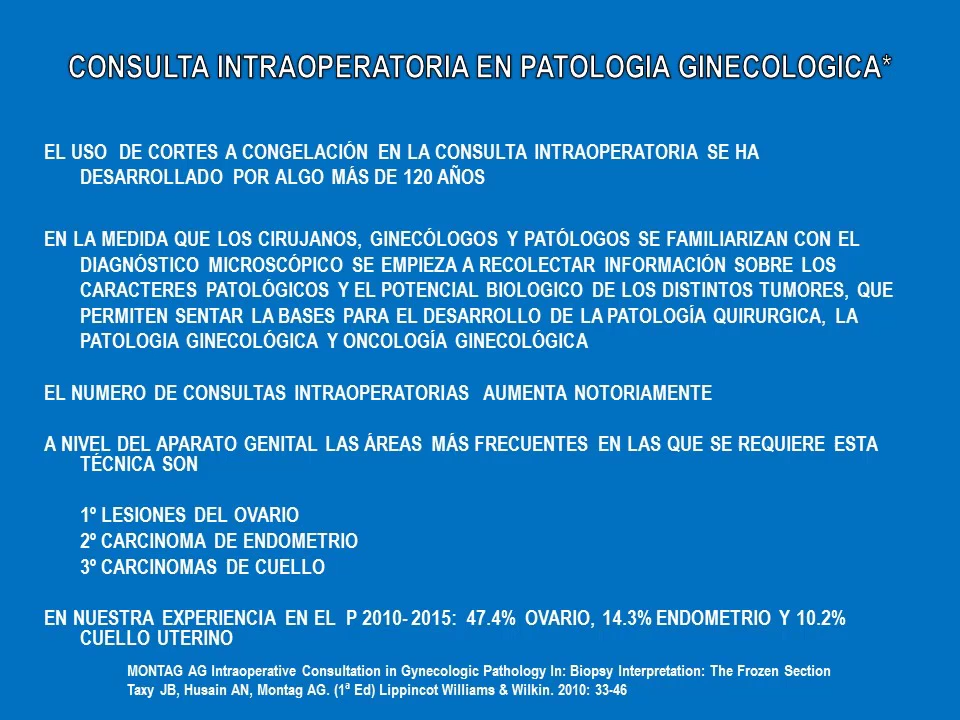 CONSULTA INTRAOPERATORIA EN PATOLOGIA GINECOLOGICA*
EL USO DE CORTES A CONGELACIÓN EN LA CONSULTA INTRAOPERATORIA SE HA
DESARROLLADO POR ALGO MÁS DE 120 AÑOS
EN LA MEDIDA QUE LOS CIRUJANOS, GINECÓLOGOS Y PATÓLOGOS SE FAMILIARIZAN CON EL
DIAGNÓSTICO MICROSCÓPICO SE EMPIEZA A RECOLECTAR INFORMACIÓN SOBRE LOS
CARACTERES PATOLÓGICOS Y EL POTENCIAL BIOLOGICO DE LOS DISTINTOS TUMORES, QUE
PERMITEN SENTAR LA BASES PARA EL DESARROLLO DE LA PATOLOGÍA QUIRURGICA, LA
PATOLOGIA GINECOLÓGICA Y ONCOLOGÍA GINECOLÓGICA
EL NUMERO DE CONSULTAS INTRAOPERATORIAS AUMENTA NOTORIAMENTE
A NIVEL DEL APARATO GENITAL LAS ÁREAS MÁS FRECUENTES EN LAS QUE SE REQUIERE ESTA
TÉCNICA SON
1º LESIONES DEL OVARIO
2º CARCINOMA DE ENDOMETRIO
3º CARCINOMAS DE CUELLO
EN NUESTRA EXPERIENCIA EN EL P 2010- 2015: 47.4% OVARIO, 14.3% ENDOMETRIO Y 10.2%
CUELLO UTERINO
MONTAG AG Intraoperative Consultation in Gynecologic Pathology In: Biopsy Interpretation: The Frozen Section
Taxy JB, Husain AN, Montag AG. (1ª Ed) Lippincot Williams & Wilkin. 2010: 33-46